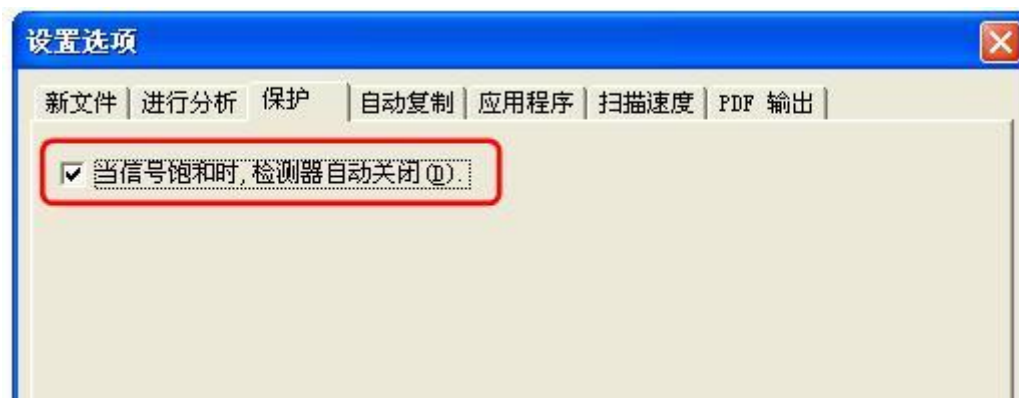 设置选项
新文件 进行分析 保护 自动复制 应用程序 扫描速度 PDF 输出
当信号饱和时,检测器自动关闭(D).